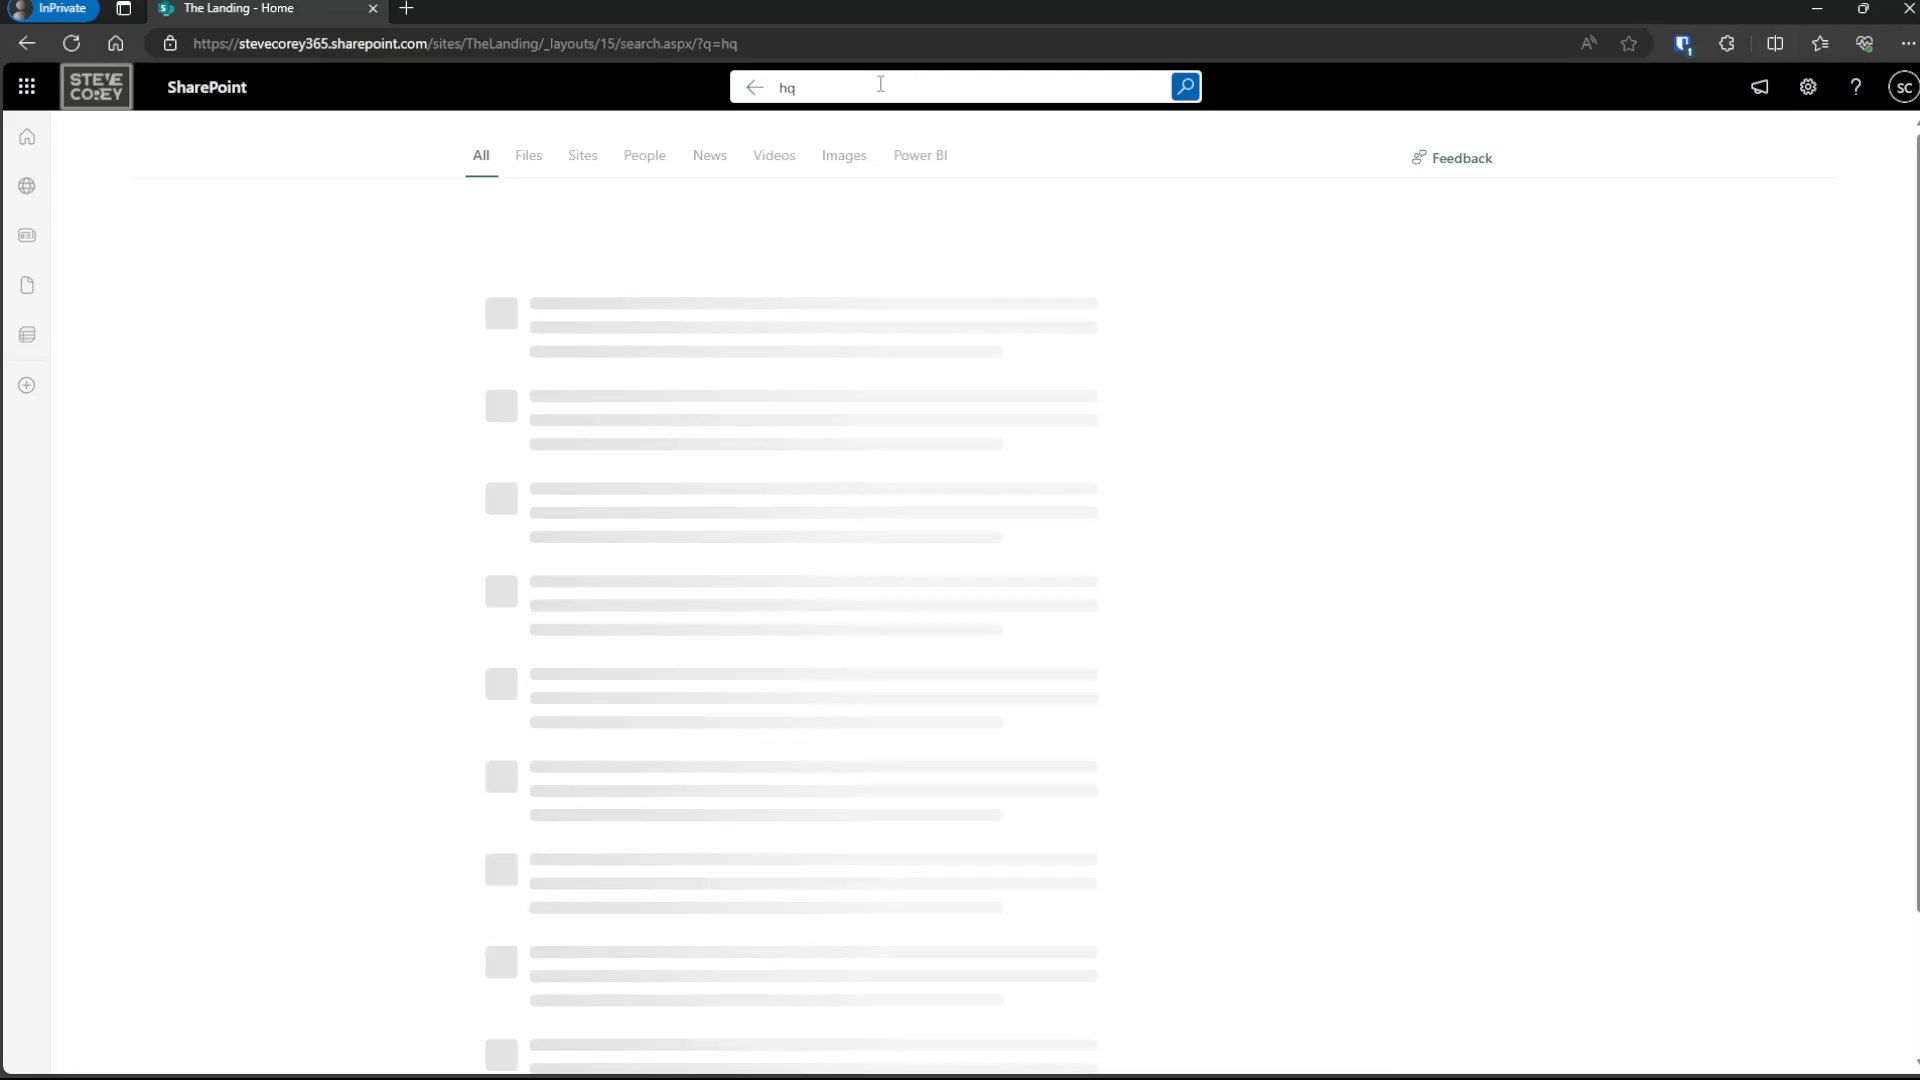 InPrivate
The Landing - Home
https://stevecorey365.sharepoint.com/sites/TheLanding/_layouts/15/search.aspx/?q=hq
STEVE
COREY
SharePoint
hq
SC
All
Files
Sites
People
News
Videos
Images
Power BI
Feedback